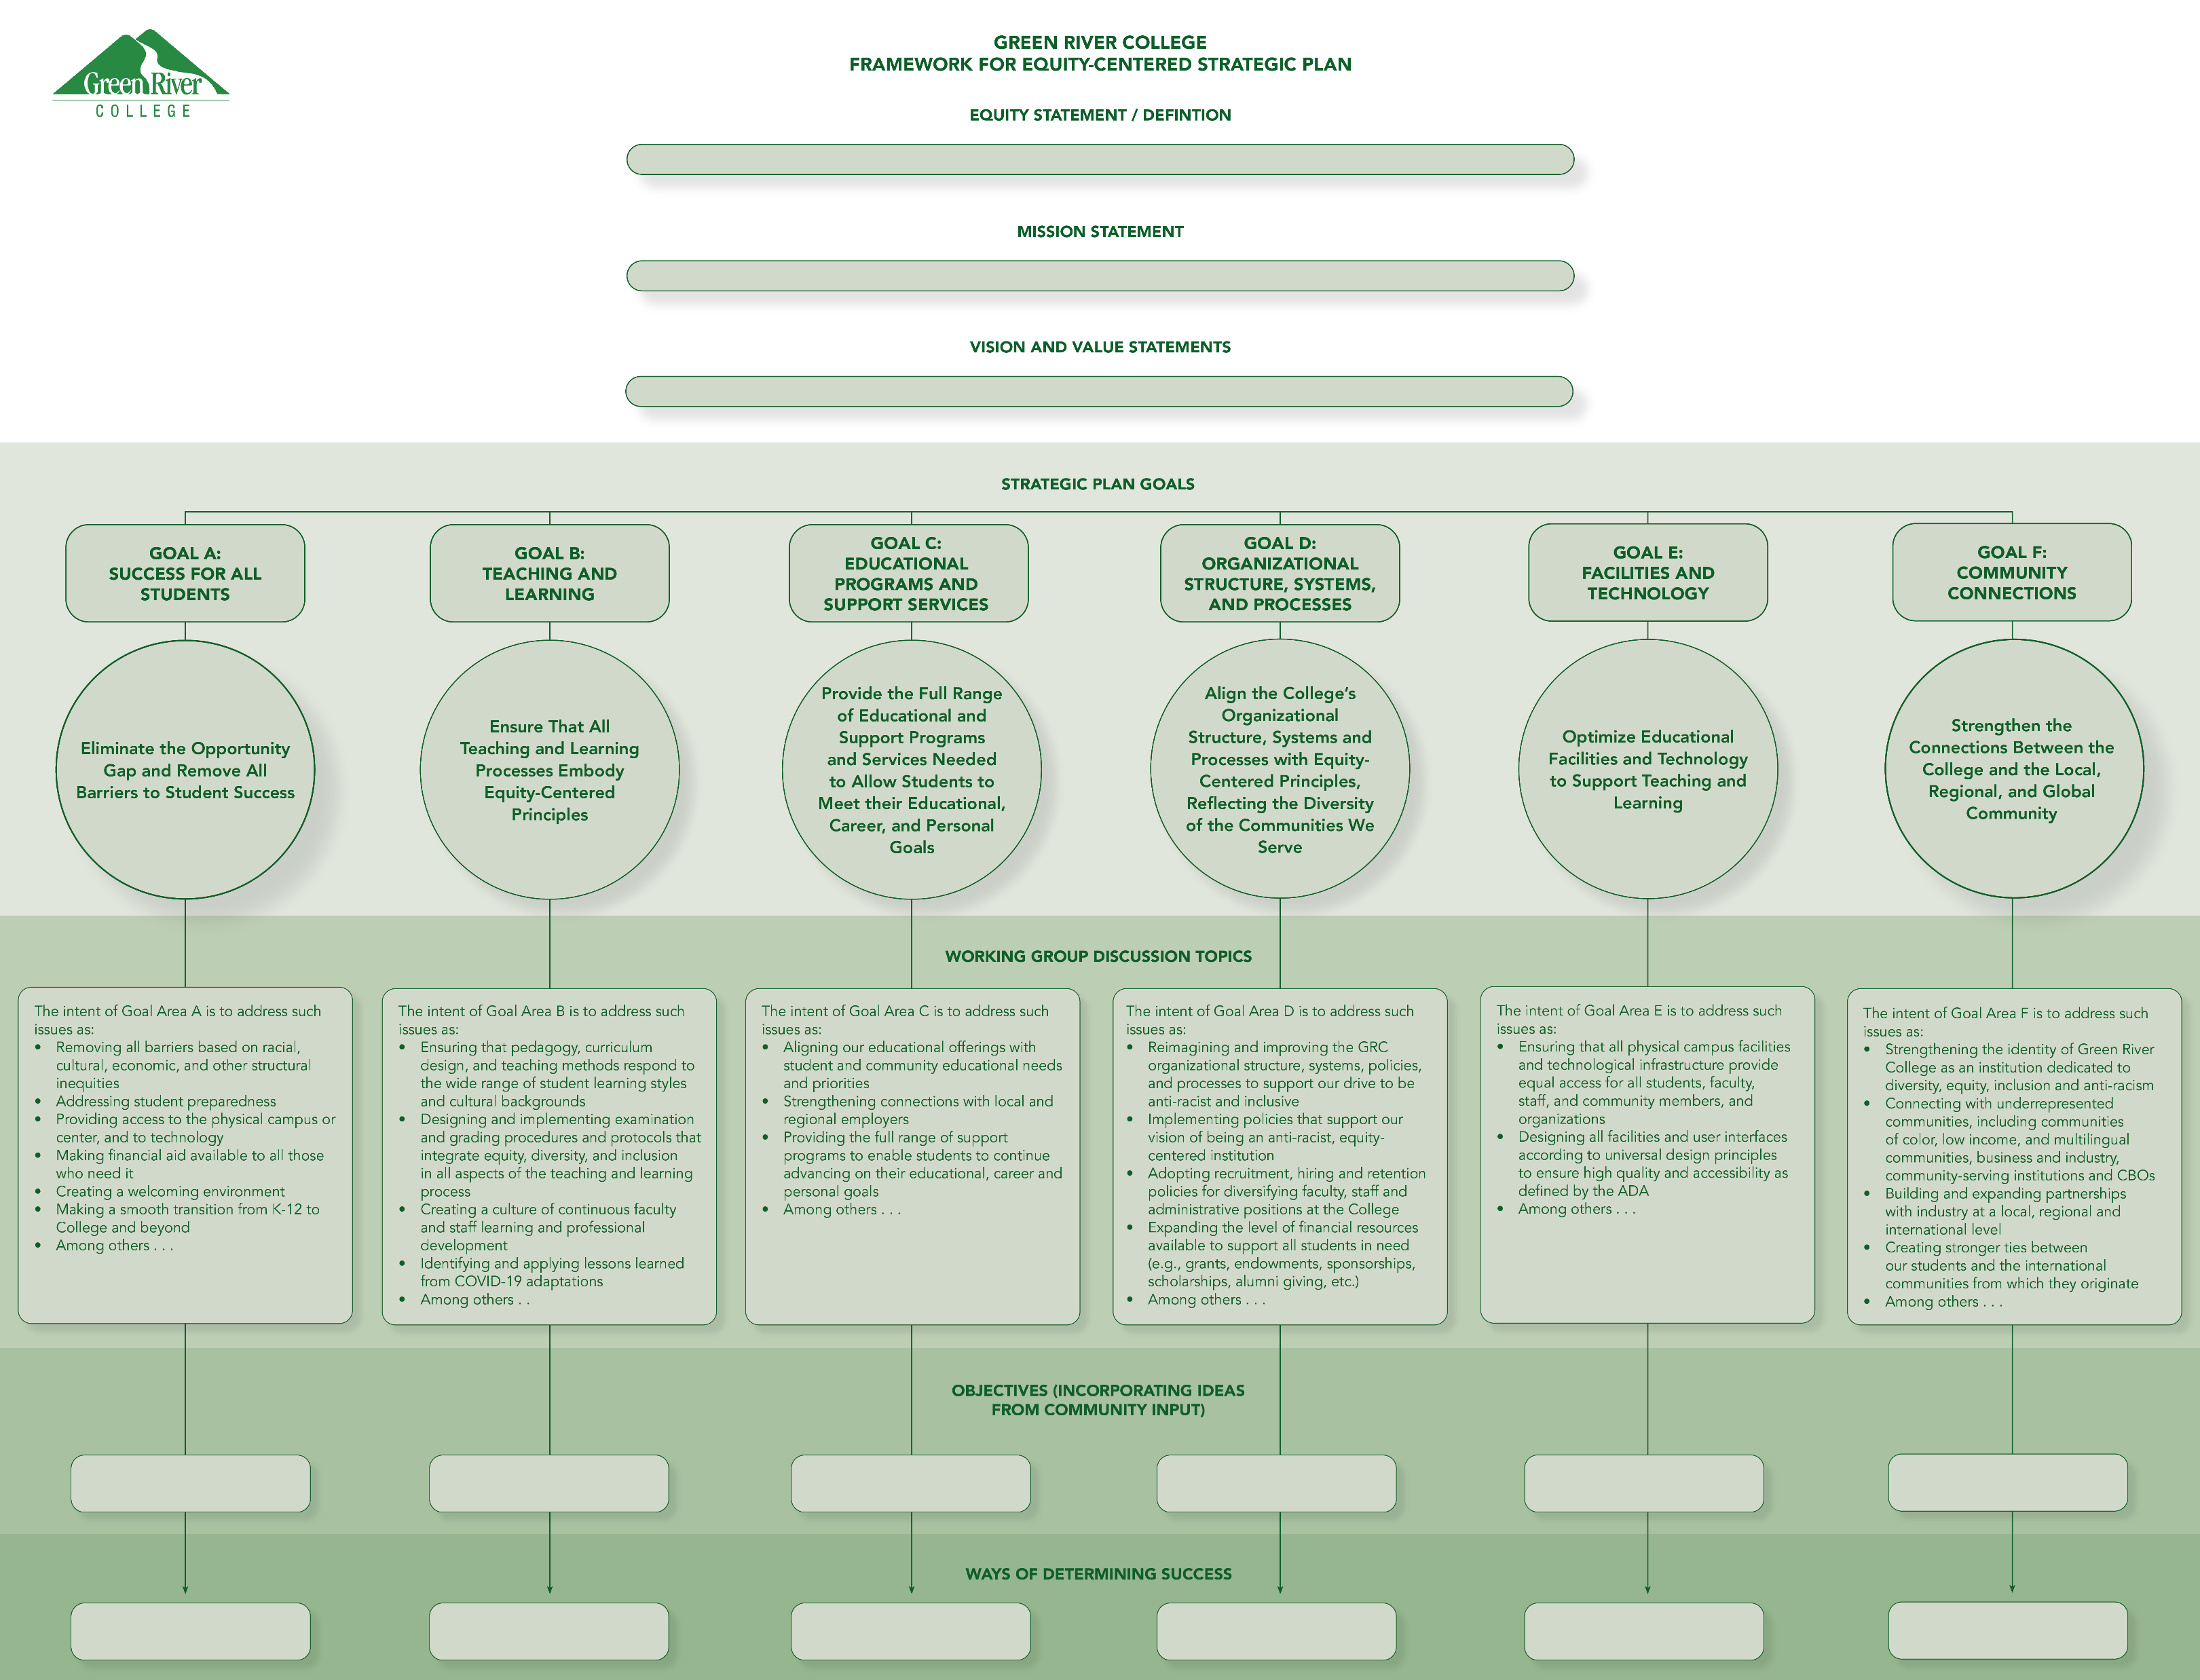 Green River
COLLEGE
GREEN RIVER COLLEGE
FRAMEWORK FOR EQUITY-CENTERED STRATEGIC PLAN
EQUITY STATEMENT / DEFINTION
MISSION STATEMENT
VISION AND VALUE STATEMENTS
STRATEGIC PLAN GOALS
GOAL A:
SUCCESS FOR ALL
STUDENTS
GOAL B:
TEACHING AND
LEARNING
GOAL C:
EDUCATIONAL
PROGRAMS AND
SUPPORT SERVICES
GOAL D:
ORGANIZATIONAL
STRUCTURE, SYSTEMS,
AND PROCESSES
GOAL E:
FACILITIES AND
TECHNOLOGY
GOAL F:
COMMUNITY
CONNECTIONS
Eliminate the Opportunity
Gap and Remove All
Barriers to Student Success
Ensure That All
Teaching and Learning
Processes Embody
Equity-Centered
Principles
Provide the Full Range
of Educational and
Support Programs
and Services Needed
to Allow Students to
Meet their Educational,
Career, and Personal
Goals
Align the College's
Organizational
Structure, Systems and
Processes with Equity-
Centered Principles,
Reflecting the Diversity
of the Communities We
Serve
Optimize Educational
Facilities and Technology
to Support Teaching and
Learning
Strengthen the
Connections Between the
College and the Local,
Regional, and Global
Community
WORKING GROUP DISCUSSION TOPICS
The intent of Goal Area A is to address such
issues as:
• Removing all barriers based on racial,
cultural, economic, and other structural
inequities
• Addressing student preparedness
• Providing access to the physical campus or
center, and to technology
• Making financial aid available to all those
who need it
• Creating a welcoming environment
• Making a smooth transition from K-12 to
College and beyond
• Among others . . .
The intent of Goal Area B is to address such
issues as:
• Ensuring that pedagogy, curriculum
design, and teaching methods respond to
the wide range of student learning styles
and cultural backgrounds
• Designing and implementing examination
and grading procedures and protocols that
integrate equity, diversity, and inclusion
in all aspects of the teaching and learning
process
• Creating a culture of continuous faculty
and staff learning and professional
development
• Identifying and applying lessons learned
from COVID-19 adaptations
• Among others . .
The intent of Goal Area C is to address such
issues as:
• Aligning our educational offerings with
student and community educational needs
and priorities
• Strengthening connections with local and
regional employers
• Providing the full range of support
programs to enable students to continue
advancing on their educational, career and
personal goals
• Among others . . .
The intent of Goal Area D is to address such
issues as:
• Reimagining and improving the GRC
organizational structure, systems, policies,
and processes to support our drive to be
anti-racist and inclusive
• Implementing policies that support our
vision of being an anti-racist, equity-
centered institution
• Adopting recruitment, hiring and retention
policies for diversifying faculty, staff and
administrative positions at the College
• Expanding the level of financial resources
available to support all students in need
(e.g., grants, endowments, sponsorships,
scholarships, alumni giving, etc.)
• Among others . . .
The intent of Goal Area E is to address such
issues as:
• Ensuring that all physical campus facilities
and technological infrastructure provide
equal access for all students, faculty,
staff, and community members, and
organizations
• Designing all facilities and user interfaces
according to universal design principles
to ensure high quality and accessibility as
defined by the ADA
• Among others . . .
The intent of Goal Area F is to address such
issues as:
• Strengthening the identity of Green River
College as an institution dedicated to
diversity, equity, inclusion and anti-racism
• Connecting with underrepresented
communities, including communities
of color, low income, and multilingual
communities, business and industry,
community-serving institutions and CBOs
• Building and expanding partnerships
with industry at a local, regional and
international level
• Creating stronger ties between
our students and the international
communities from which they originate
• Among others . . .
OBJECTIVES (INCORPORATING IDEAS
FROM COMMUNITY INPUT)
WAYS OF DETERMINING SUCCESS